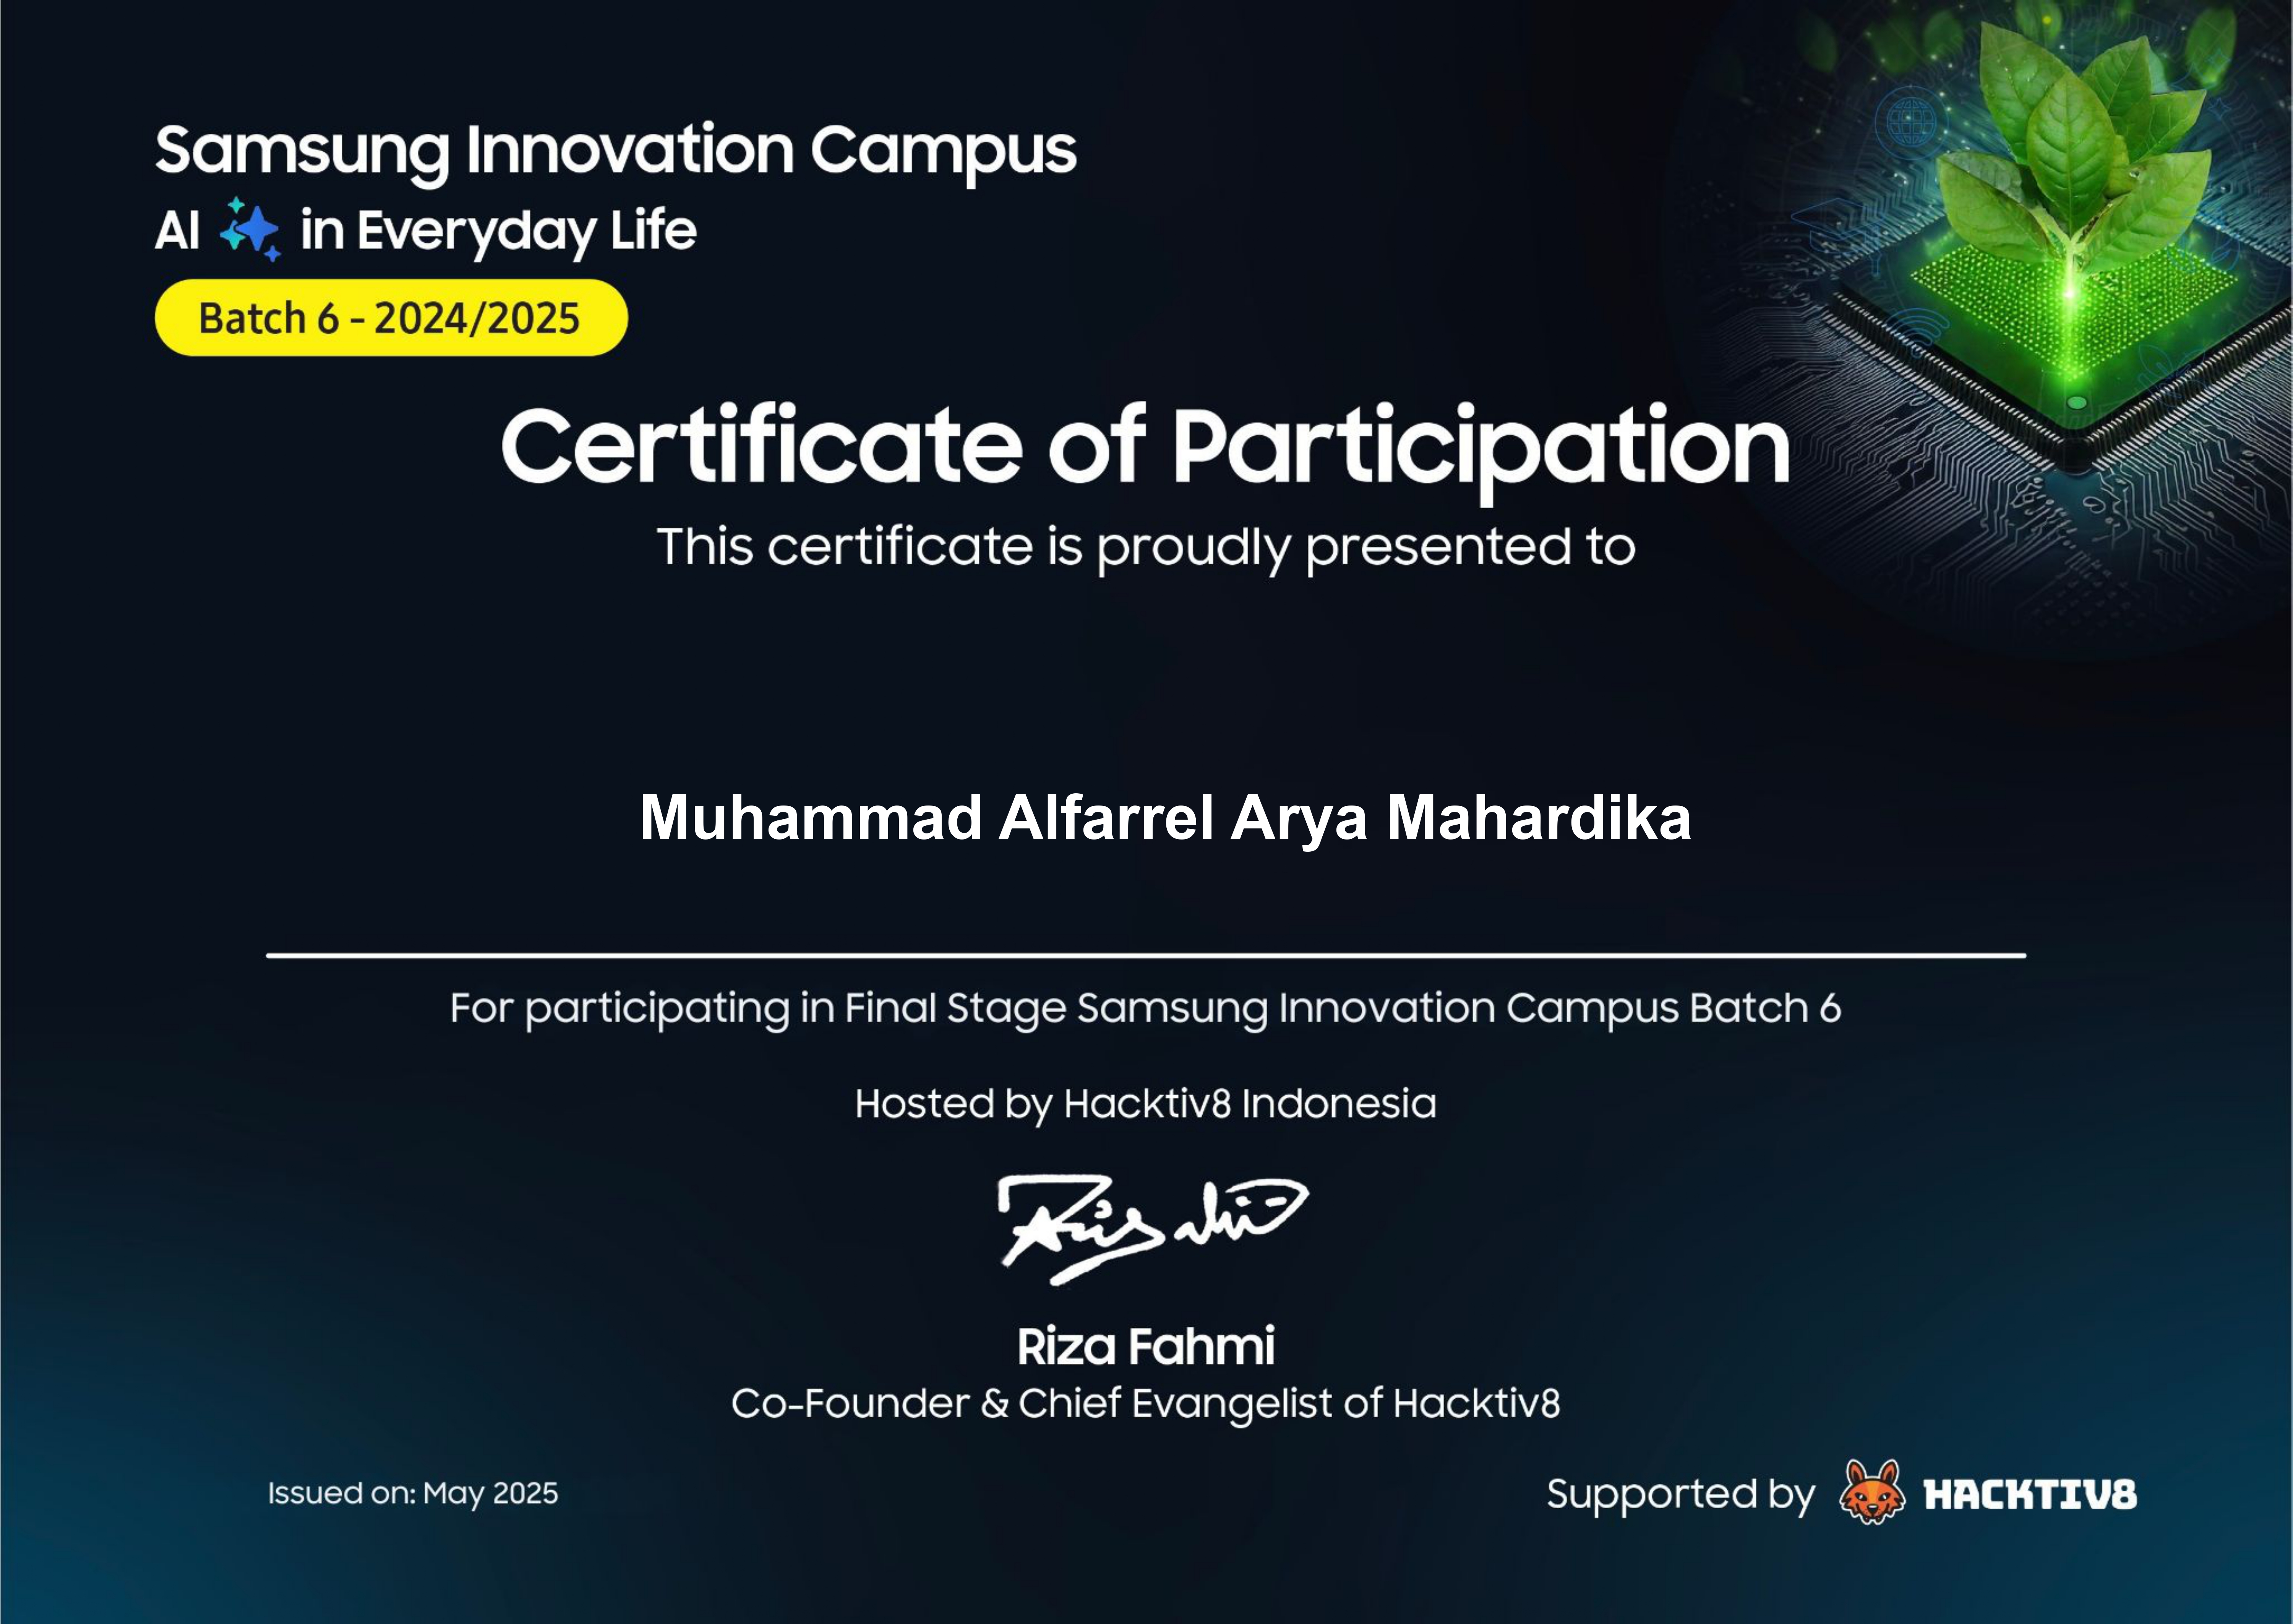 Samsung Innovation Campus
AI in Everyday Life
Batch 6 - 2024/2025
Certificate of Participation
This certificate is proudly presented to
Muhammad Alfarrel Arya Mahardika
For participating in Final Stage Samsung Innovation Campus Batch 6
Hosted by Hacktiv8 Indonesia
Riza Fahmi
Co-Founder & Chief Evangelist of Hacktiv8
Issued on: May 2025
Supported by HACKTIV8